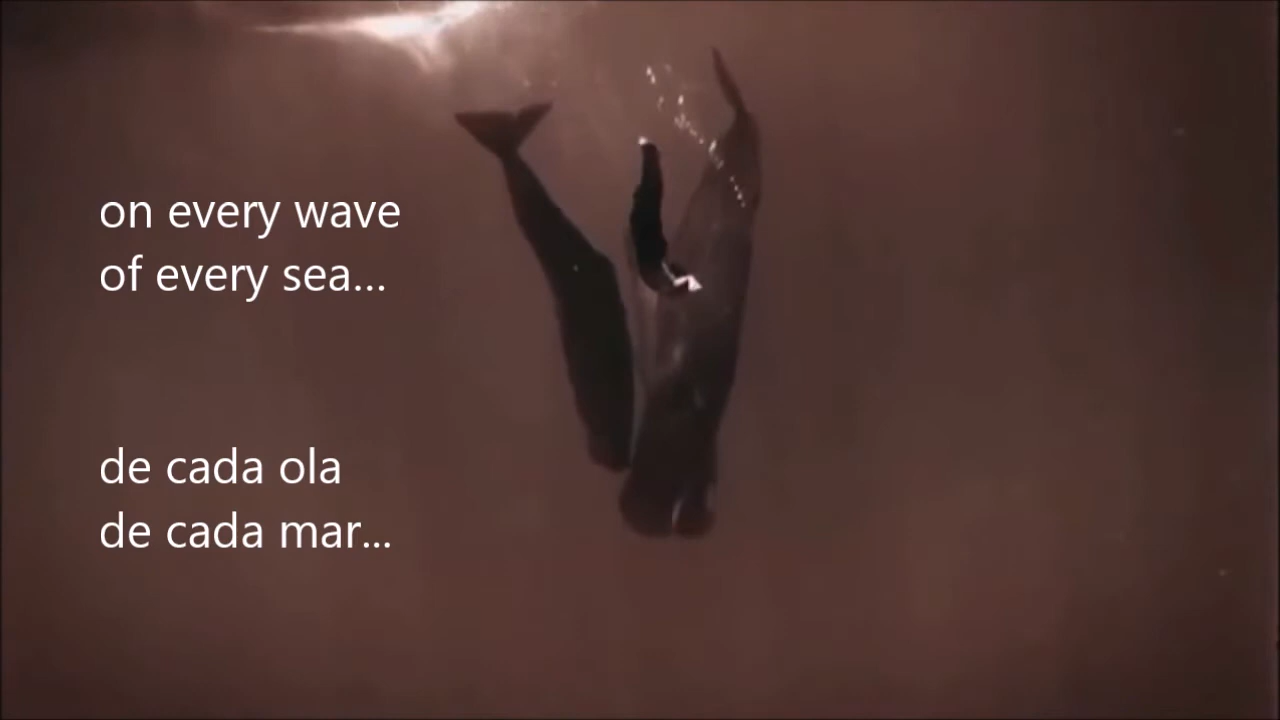 on every wave
of every sea...
de cada ola
de cada mar...